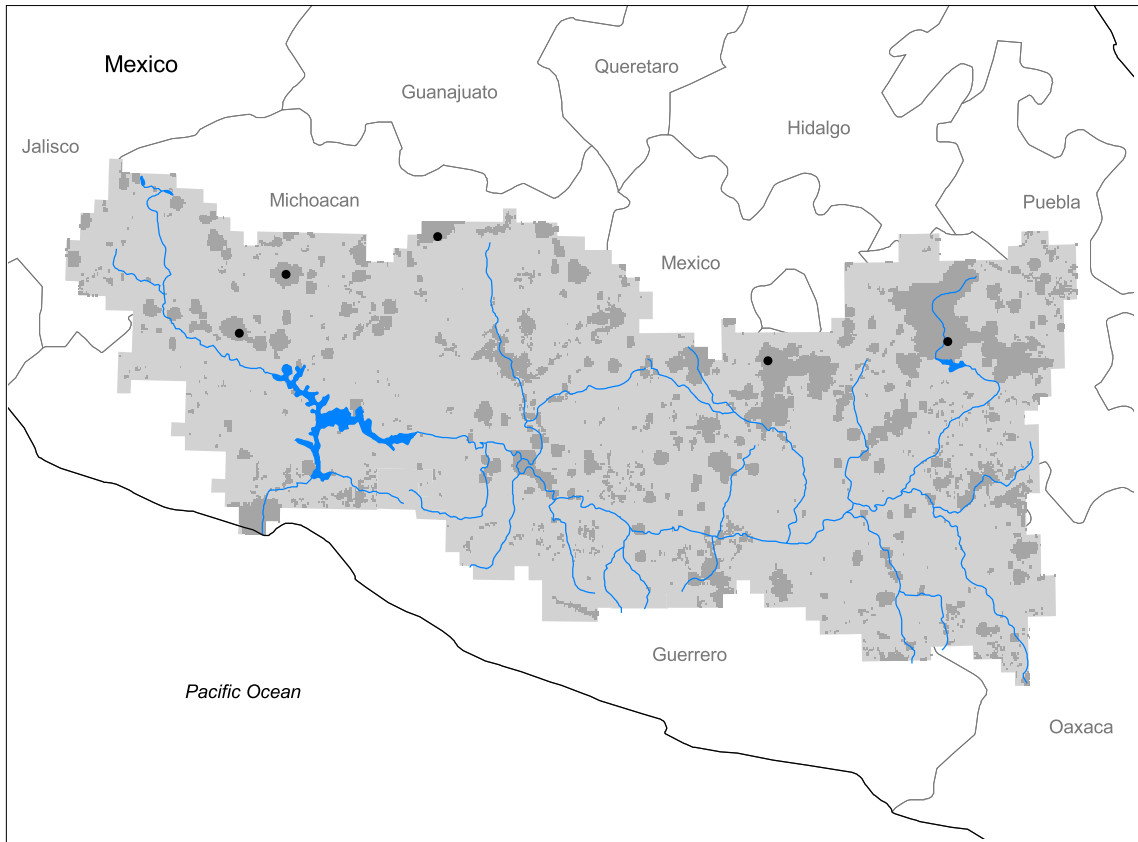 Mexico
Queretaro
Guanajuato
Hidalgo
Jalisco
Michoacan
Puebla
Mexico
Guerrero
Pacific Ocean
Oaxaca